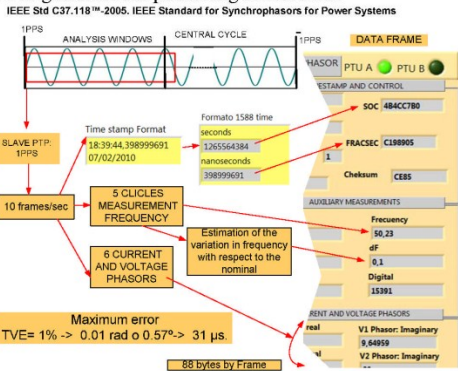 IEEE Std C37.118™-2005. IEEE Standard for Synchrophasors for Power Systems
1PPS
ANALYSIS WINDOWS
CENTRAL CYCLE
1PPS
DATA FRAME
HASOR
PTU A
PTU B
ESTAMP AND CONTROL
SOC
4B4CC7B0
FRACSEC
C198905
1
Cheksum
CE85
SLAVE PTP:
1PPS
Time stamp Format
18:39:44,398999691
07/02/2010
Formato 1588 time
seconds
1265564384
nanoseconds
398999691
10 frames/sec
5 CLICLES
MEASUREMENT
FREQUENCY
Estimation of the
variation in frequency
with respect to the
nominal
6 CURRENT
AND VOLTAGE
PHASORS
AUXILIARY MEASUREMENTS
Frecuency
50,23
dF
0,1
Digital
15391
RENT AND VOLTAGE PHASORS
real
V1 Phasor: Imaginary
9,64959
real
V2 Phasor: Imaginary
Maximum error
TVE= 1% -> 0.01 rad o 0.57º-> 31 µs.
88 bytes by Frame